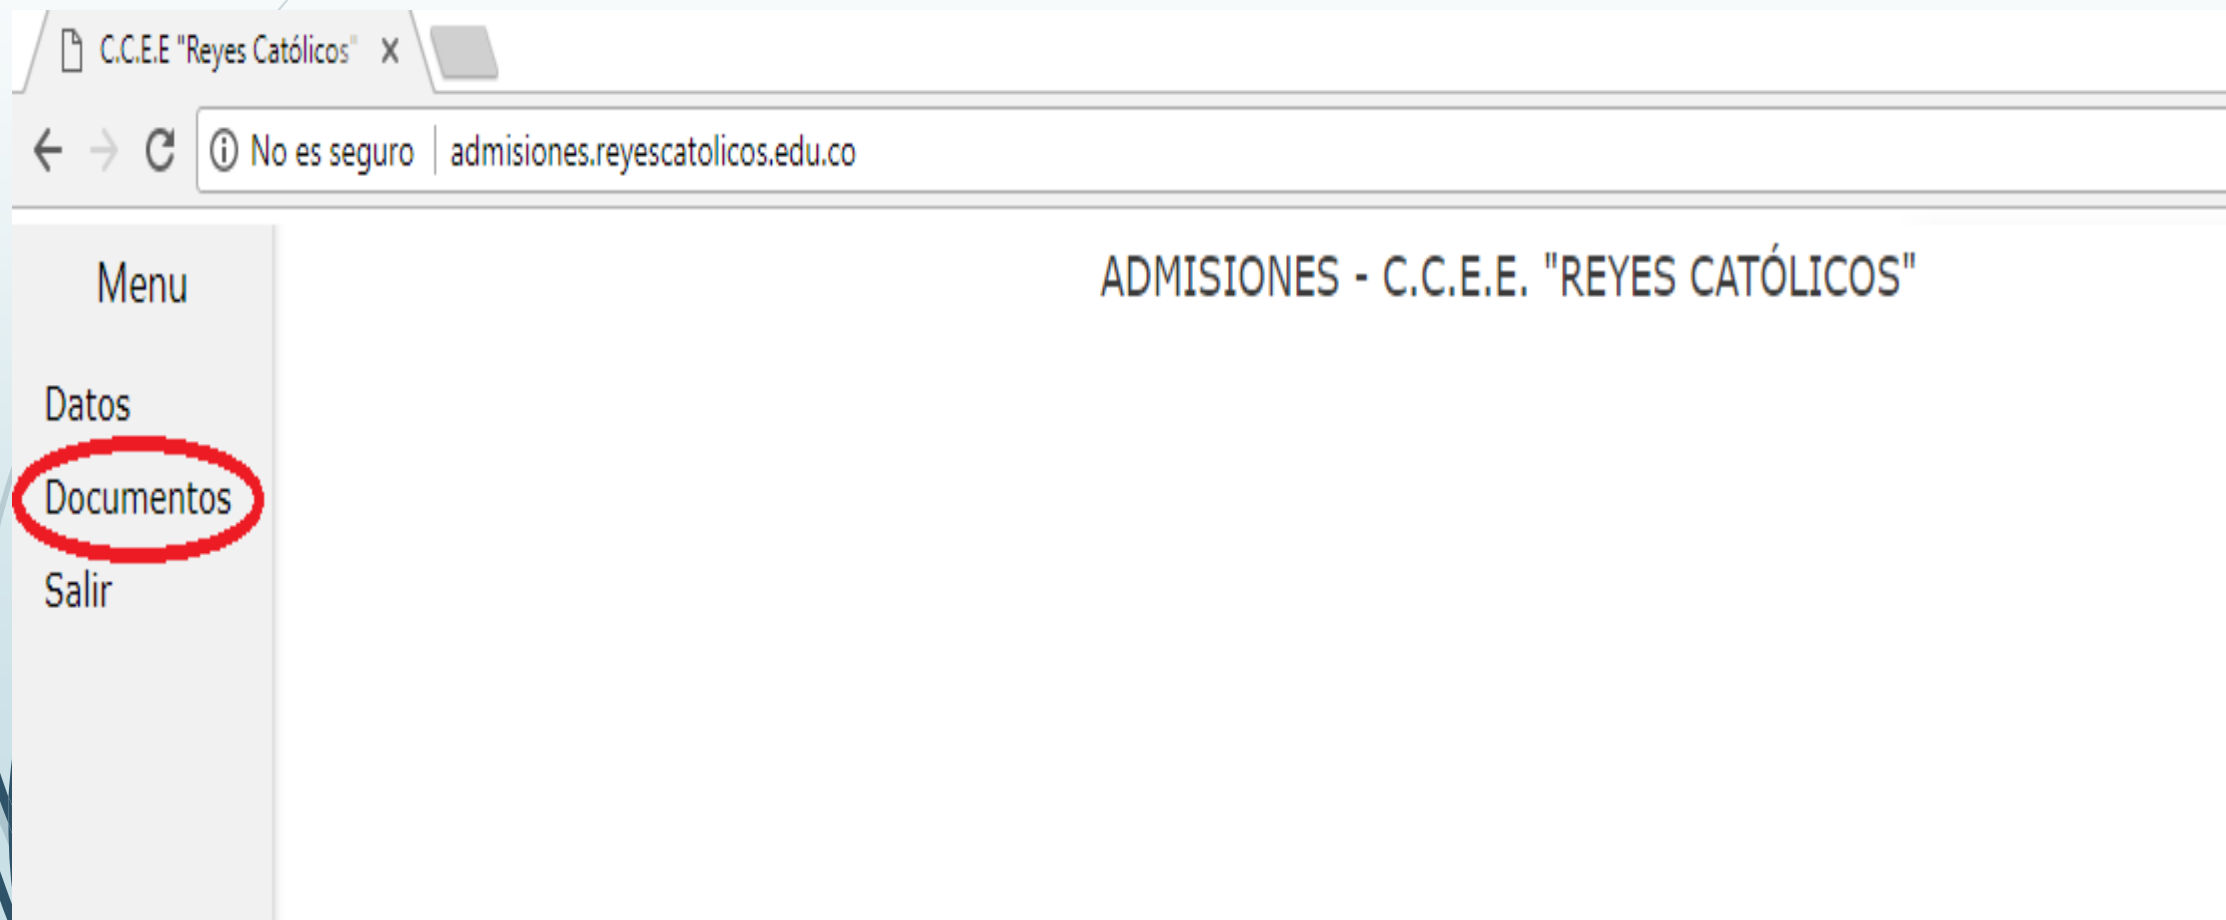 C.C.E.E "Reyes Católicos"
No es seguro admisiones.reyescatolicos.edu.co
Menu
ADMISIONES - C.C.E.E. "REYES CATÓLICOS"
Datos
Documentos
Salir